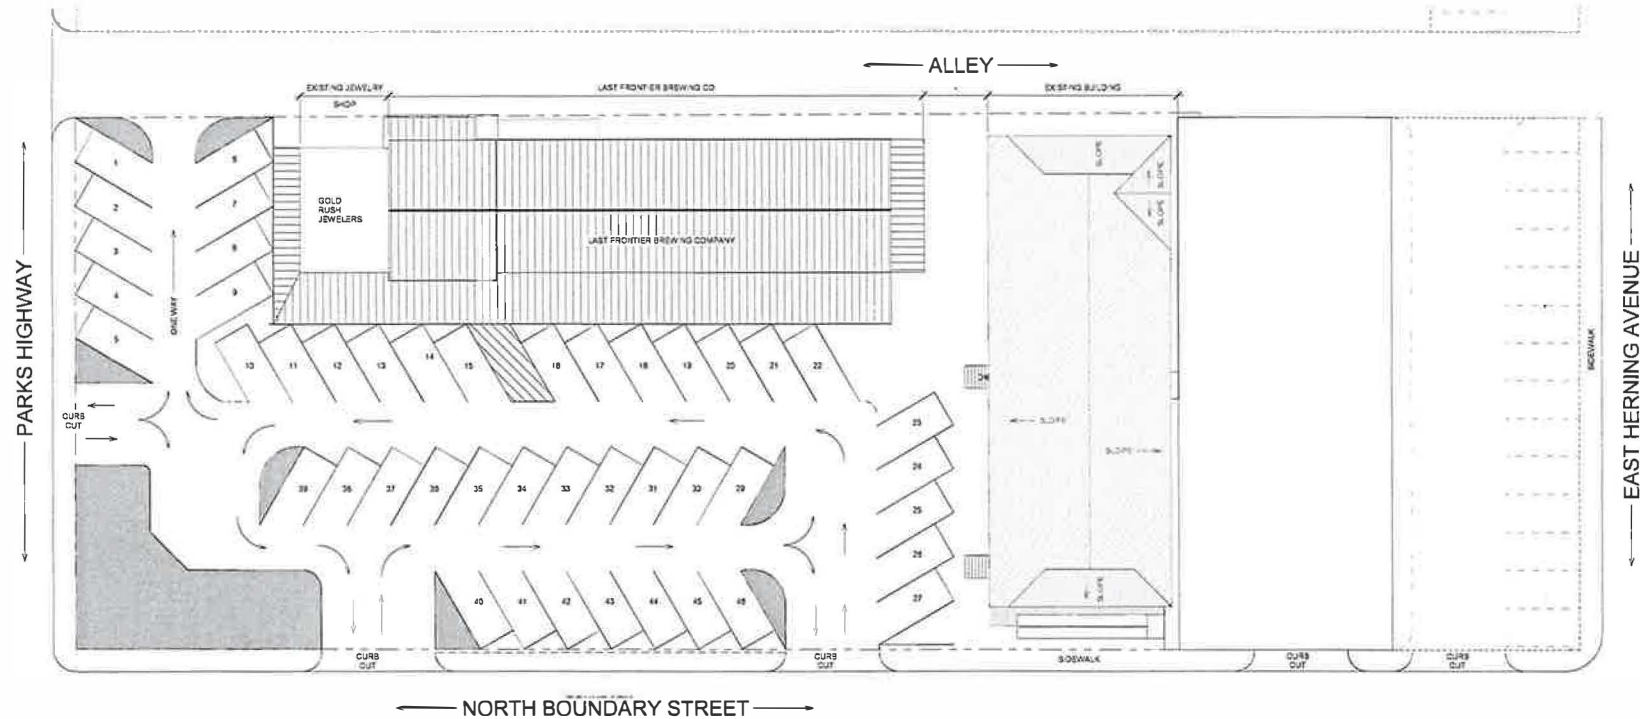 ALLEY
EXISTING JEWELRY
SHOP
LAST FRONTIER BREWING CO
EXISTING BUILDING
GOLD
RUSH
JEWELERS
LAST FRONTIER BREWING COMPANY
SLOPE
SLOPE
SLOPE
1
2
3
4
5
7
9
ONE WAY
10
11
12
13
14
15
16
17
18
19
20
21
22
PARKS HIGHWAY
EAST HERNING AVENUE
SIDEWALK
CURB
CUT
SLOPE
SLOPE
23
24
25
26
27
39
37
35
34
33
32
31
30
29
40
41
42
43
44
45
46
SLOPE
CURB
CUT
CURB
CUT
SIDEWALK
CURB
CUT
CURB
CUT
NORTH BOUNDARY STREET